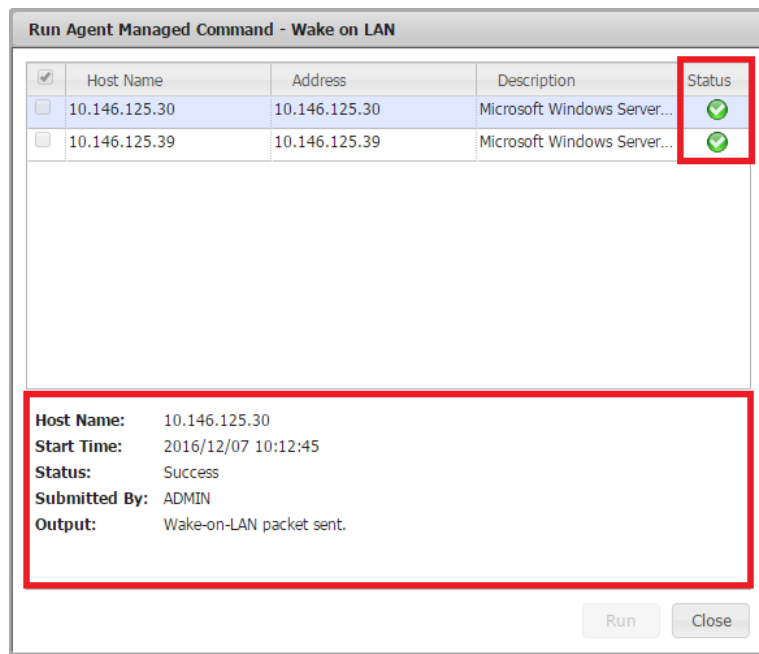 Run Agent Managed Command - Wake on LAN
Host Name Address Description Status
10.146.125.30 10.146.125.30 Microsoft Windows Server...
10.146.125.39 10.146.125.39 Microsoft Windows Server...
Host Name: 10.146.125.30
Start Time: 2016/12/07 10:12:45
Status: Success
Submitted By: ADMIN
Output: Wake-on-LAN packet sent.
Run Close